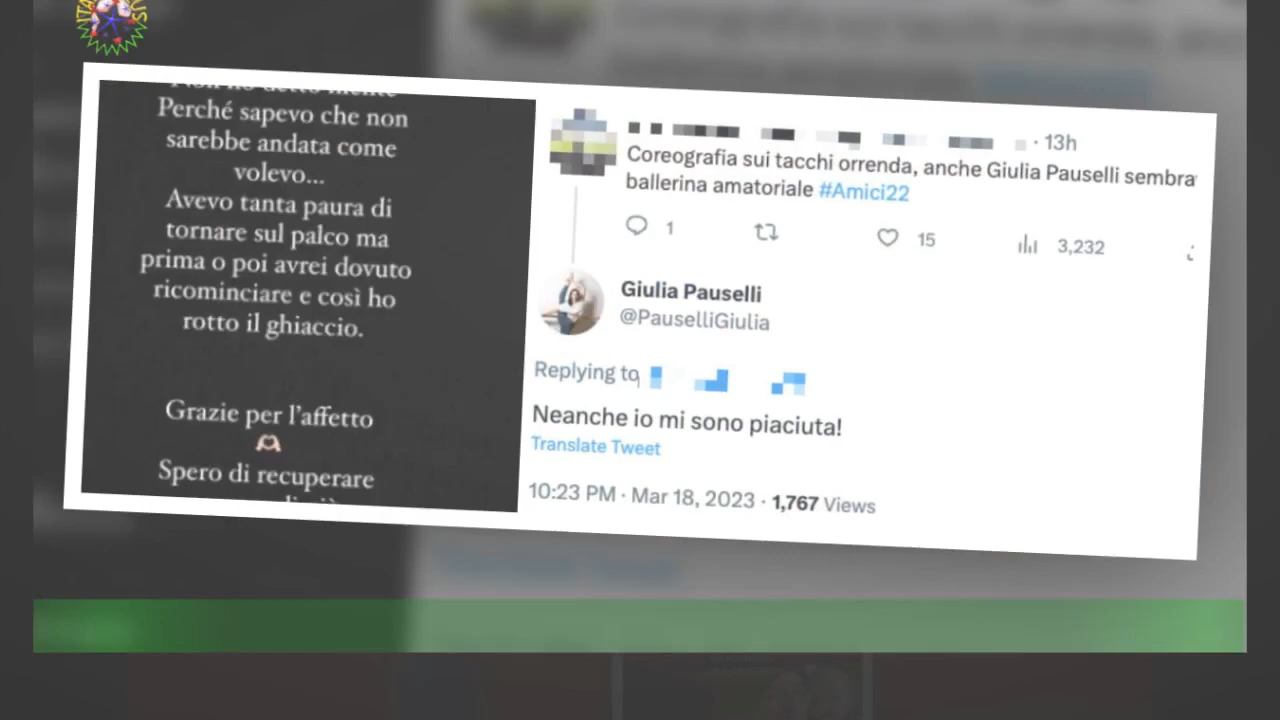 Perché sapevo che non
sarebbe andata come
volevo...
Avevo tanta paura di
tornare sul palco ma
prima o poi avrei dovuto
ricominciare e così ho
rotto il ghiaccio.
Grazie per l'affetto
Spero di recuperare
· 13h
Coreografia sui tacchi orrenda, anche Giulia Pauselli sembra
ballerina amatoriale #Amici22
1 15 3,232
Giulia Pauselli
@PauselliGiulia
Replying to
Neanche io mi sono piaciuta!
Translate Tweet
10:23 PM · Mar 18, 2023 · 1,767 Views